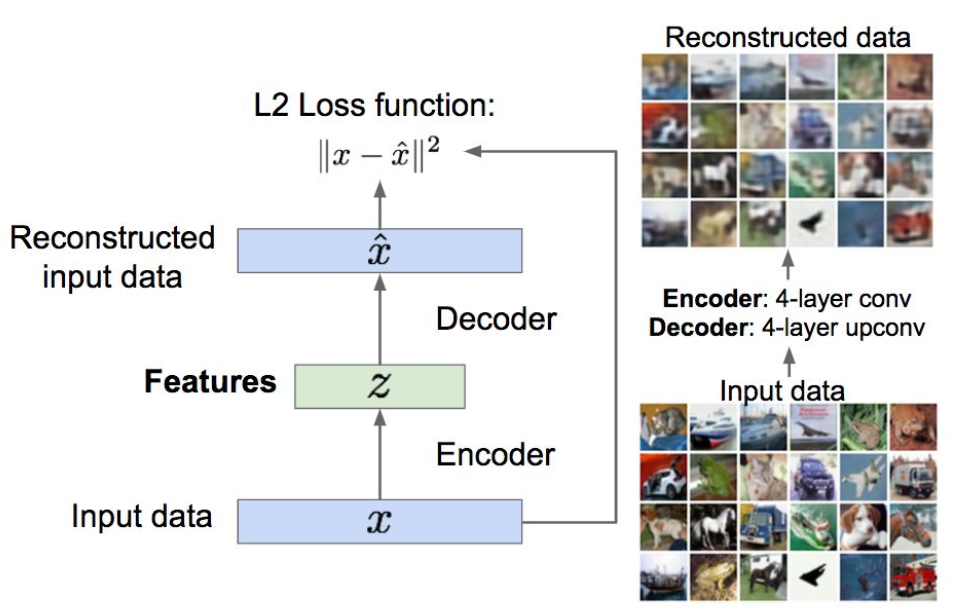 Reconstructed data
L2 Loss function:
‖x − x̂‖²
Reconstructed
input data
x̂
Decoder
Encoder: 4-layer conv
Decoder: 4-layer upconv
Features
z
Input data
Encoder
Input data
x